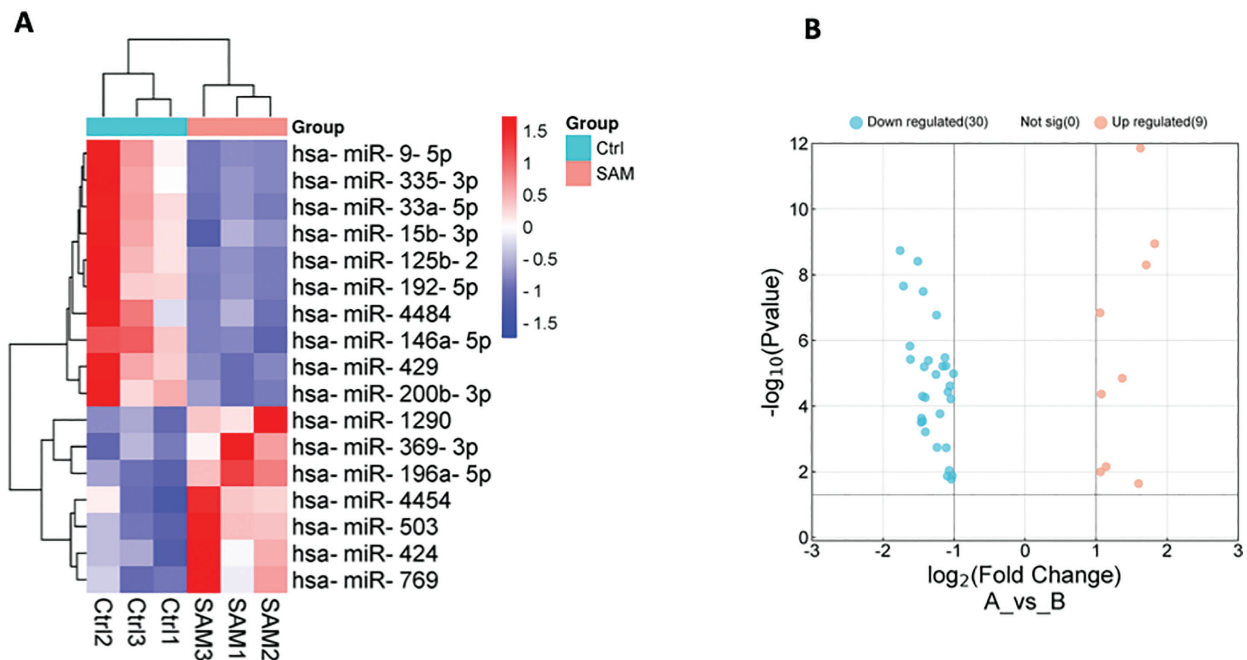 A
Group
hsa- miR- 9- 5p
hsa- miR- 335- 3p
hsa- miR- 33a- 5p
hsa- miR- 15b- 3p
hsa- miR- 125b- 2
hsa- miR- 192- 5p
hsa- miR- 4484
hsa- miR- 146a- 5p
hsa- miR- 429
hsa- miR- 200b- 3p
hsa- miR- 1290
hsa- miR- 369- 3p
hsa- miR- 196a- 5p
hsa- miR- 4454
hsa- miR- 503
hsa- miR- 424
hsa- miR- 769
Ctrl2
Ctrl3
Ctrl1
SAM3
SAM1
SAM2
1.5
1
0.5
0
- 0.5
- 1
- 1.5
Group
Ctrl
SAM
B
Down regulated(30) Not sig(0) Up regulated(9)
12
10
8
6
4
2
0
-log10(Pvalue)
-3 -2 -1 0 1 2 3
log2(Fold Change)
A_vs_B